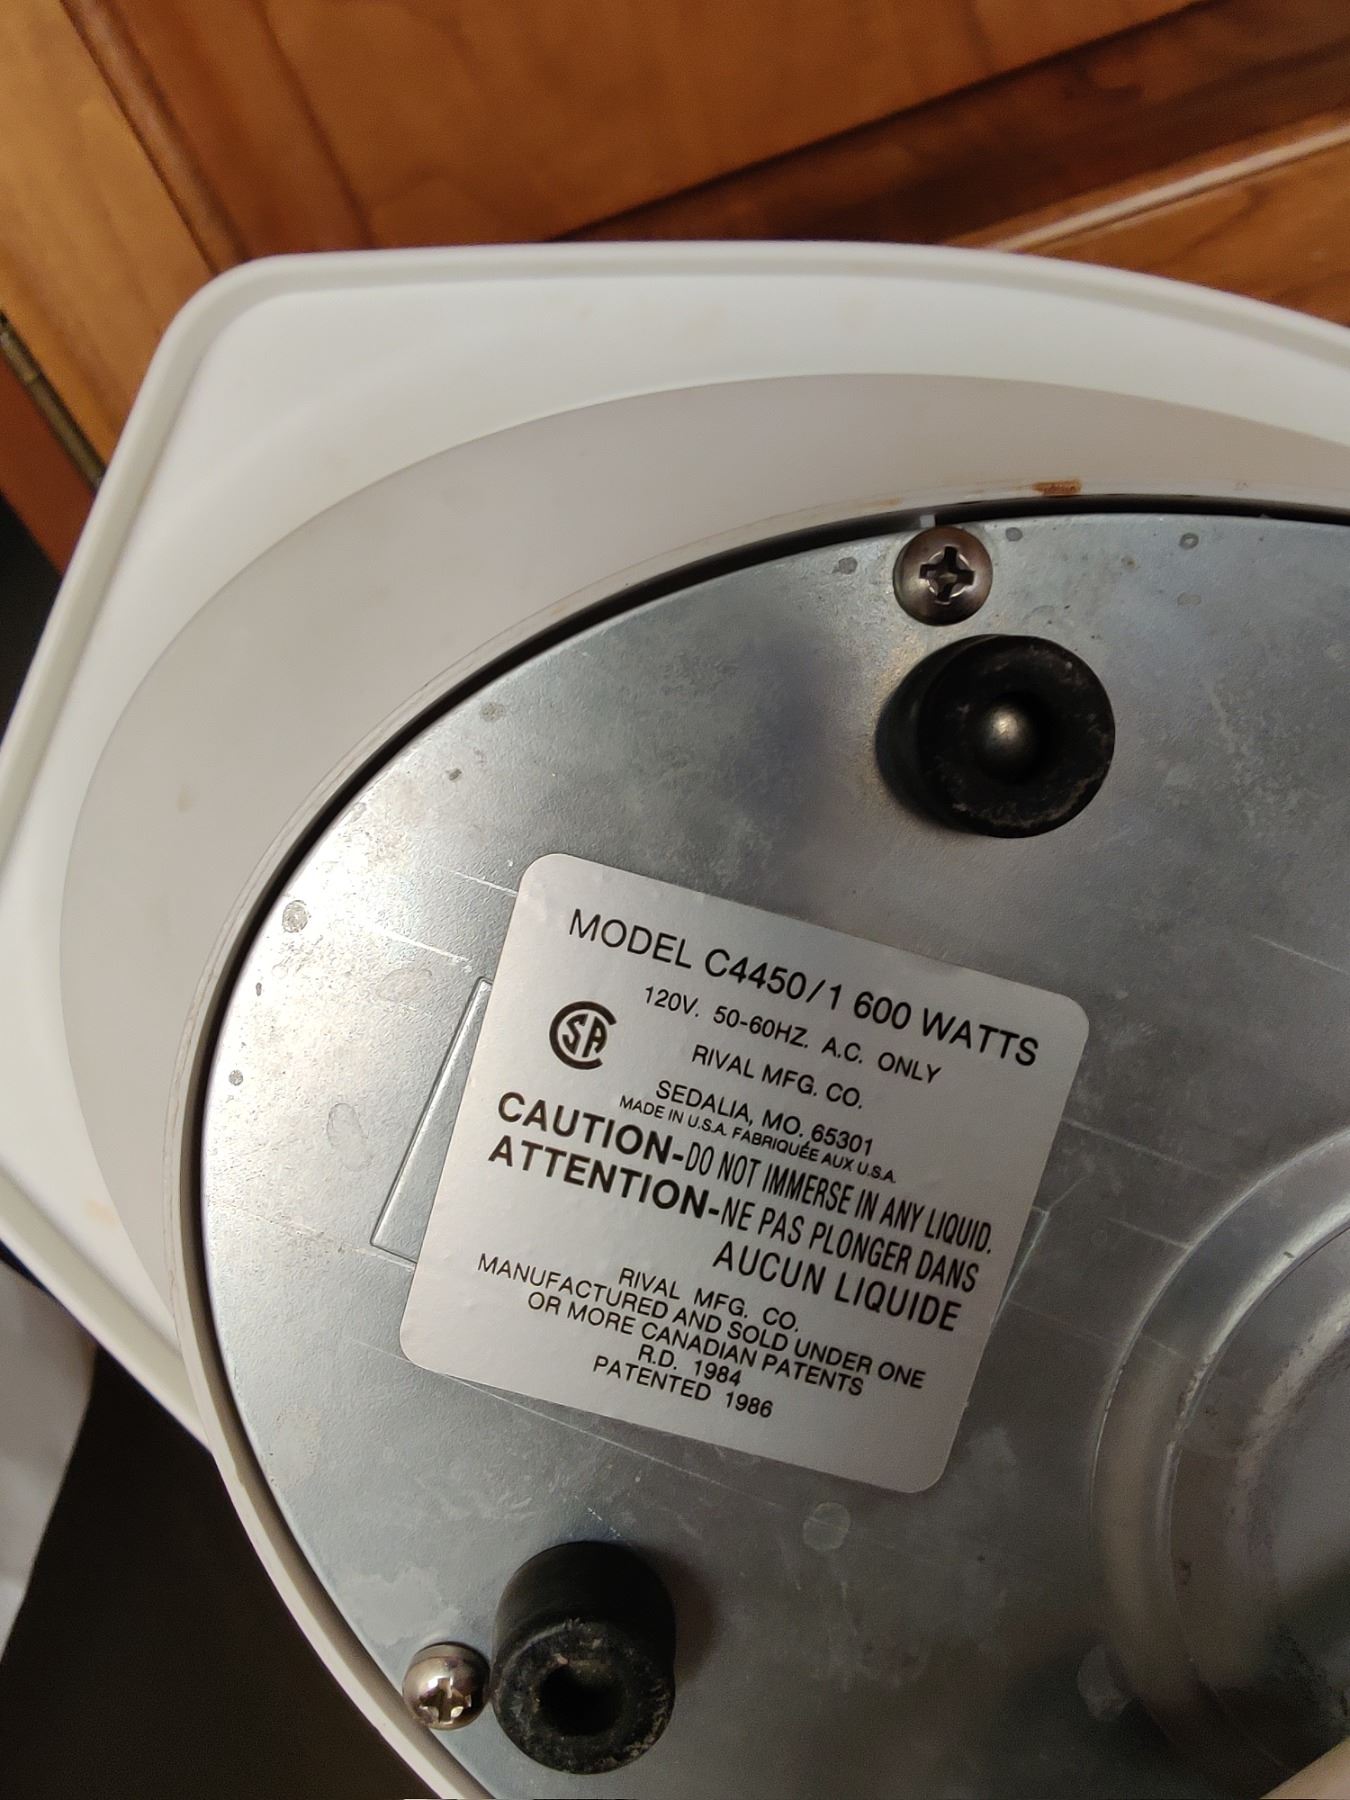 MODEL C4450/1 600 WATTS
120V. 50-60HZ. A.C. ONLY
SA
RIVAL MFG. CO.
SEDALIA, MO. 65301
MADE IN U.S.A. FABRIQUÉE AUX U.S.A.
CAUTION-DO NOT IMMERSE IN ANY LIQUID.
ATTENTION-NE PAS PLONGER DANS
AUCUN LIQUIDE
RIVAL MFG. CO.
MANUFACTURED AND SOLD UNDER ONE
OR MORE CANADIAN PATENTS
R.D. 1984
PATENTED 1986